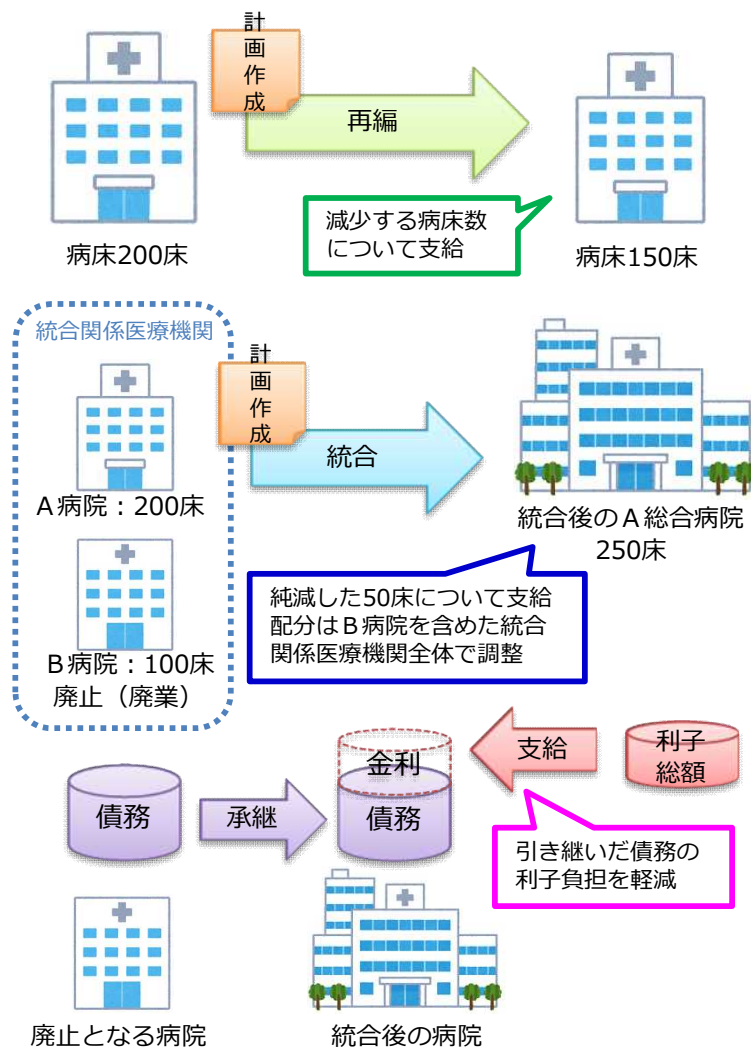 計画作成
再編
減少する病床数
について支給
病床200床
病床150床
統合関係医療機関
計画作成
統合
A病院：200床
B病院：100床
廃止（廃業）
統合後のA総合病院
250床
純減した50床について支給
配分はB病院を含めた統合
関係医療機関全体で調整
債務
承継
金利
債務
支給
利子
総額
引き継いだ債務の
利子負担を軽減
廃止となる病院
統合後の病院